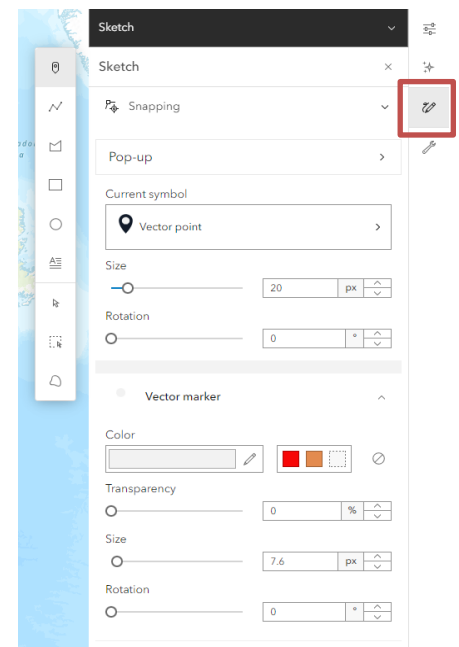 Sketch
Sketch
Snapping
Pop-up
Current symbol
Vector point
Size
20 px
Rotation
0 °
Vector marker
Color
Transparency
0 %
Size
7.6 px
Rotation
0 °